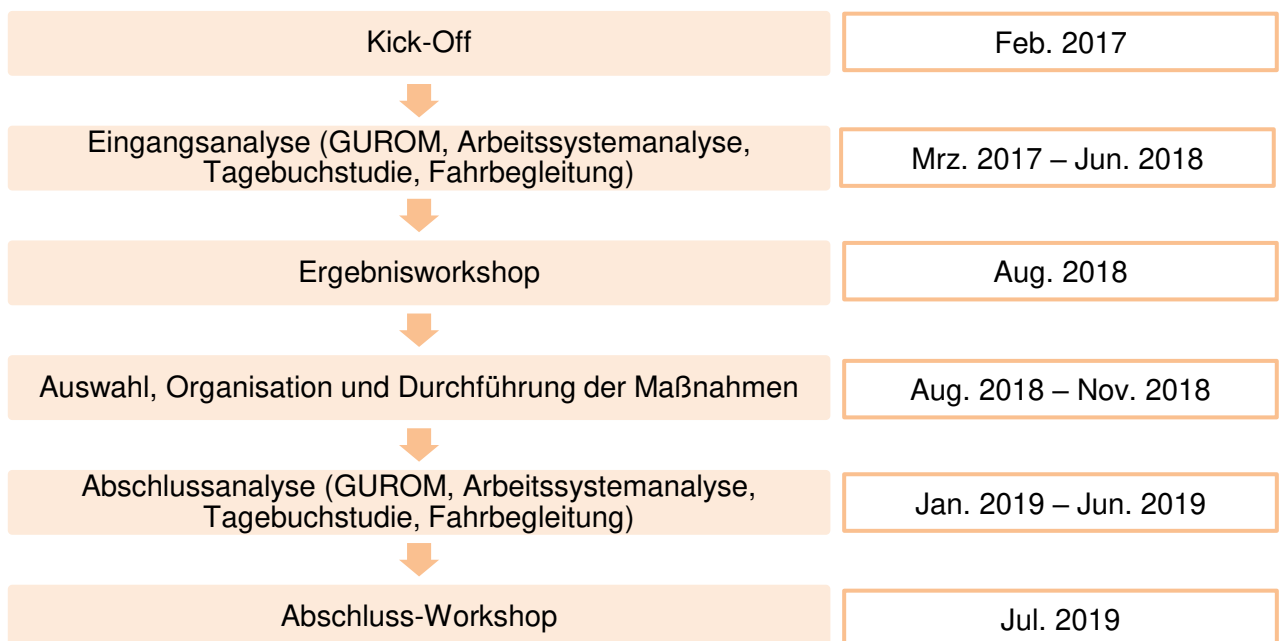 Kick-Off
Feb. 2017
Eingangsanalyse (GUROM, Arbeitssystemanalyse,
Tagebuchstudie, Fahrbegleitung)
Mrz. 2017 – Jun. 2018
Ergebnisworkshop
Aug. 2018
Auswahl, Organisation und Durchführung der Maßnahmen
Aug. 2018 – Nov. 2018
Abschlussanalyse (GUROM, Arbeitssystemanalyse,
Tagebuchstudie, Fahrbegleitung)
Jan. 2019 – Jun. 2019
Abschluss-Workshop
Jul. 2019